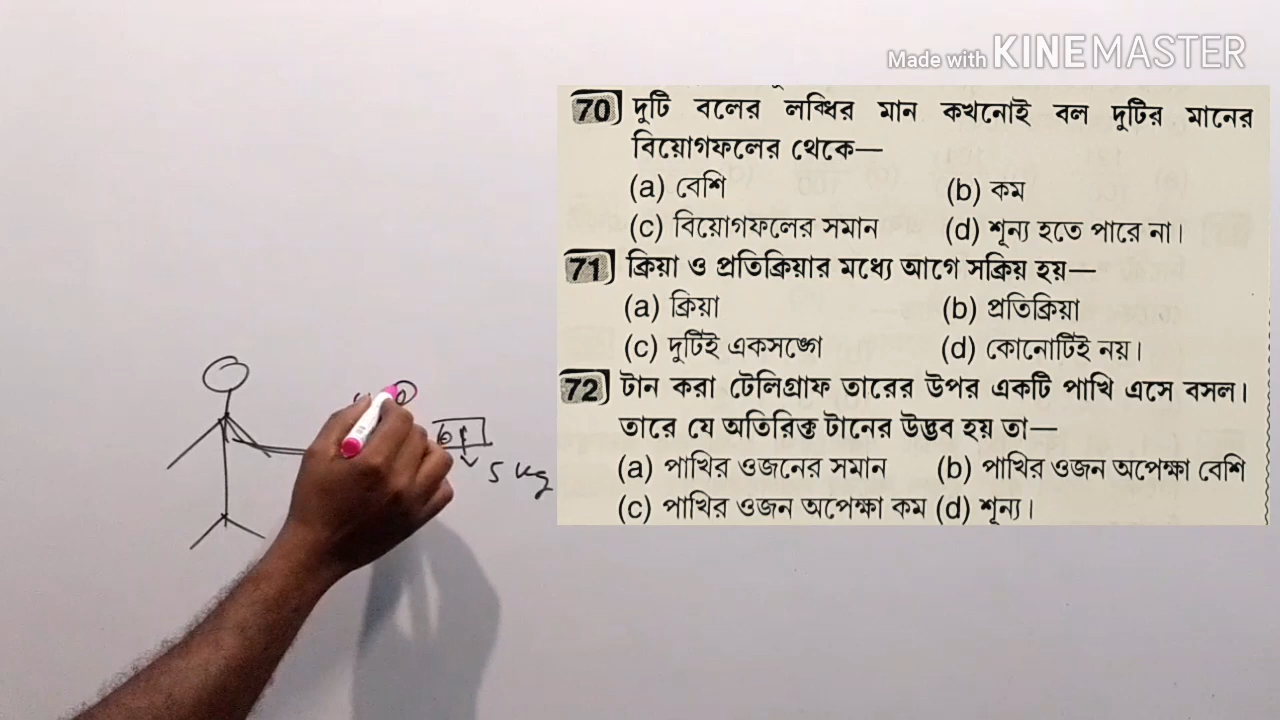 Made with KINEMASTER
70 দুটি বলের লব্ধির মান কখনোই বল দুটির মানের
বিয়োগফলের থেকে—
(a) বেশি (b) কম
(c) বিয়োগফলের সমান (d) শূন্য হতে পারে না।
71 ক্রিয়া ও প্রতিক্রিয়ার মধ্যে আগে সক্রিয় হয়—
(a) ক্রিয়া (b) প্রতিক্রিয়া
(c) দুটিই একসঙ্গে (d) কোনোটিই নয়।
72 টান করা টেলিগ্রাফ তারের উপর একটি পাখি এসে বসল।
তারে যে অতিরিক্ত টানের উদ্ভব হয় তা—
(a) পাখির ওজনের সমান (b) পাখির ওজন অপেক্ষা বেশি
(c) পাখির ওজন অপেক্ষা কম (d) শূন্য।
5 kg